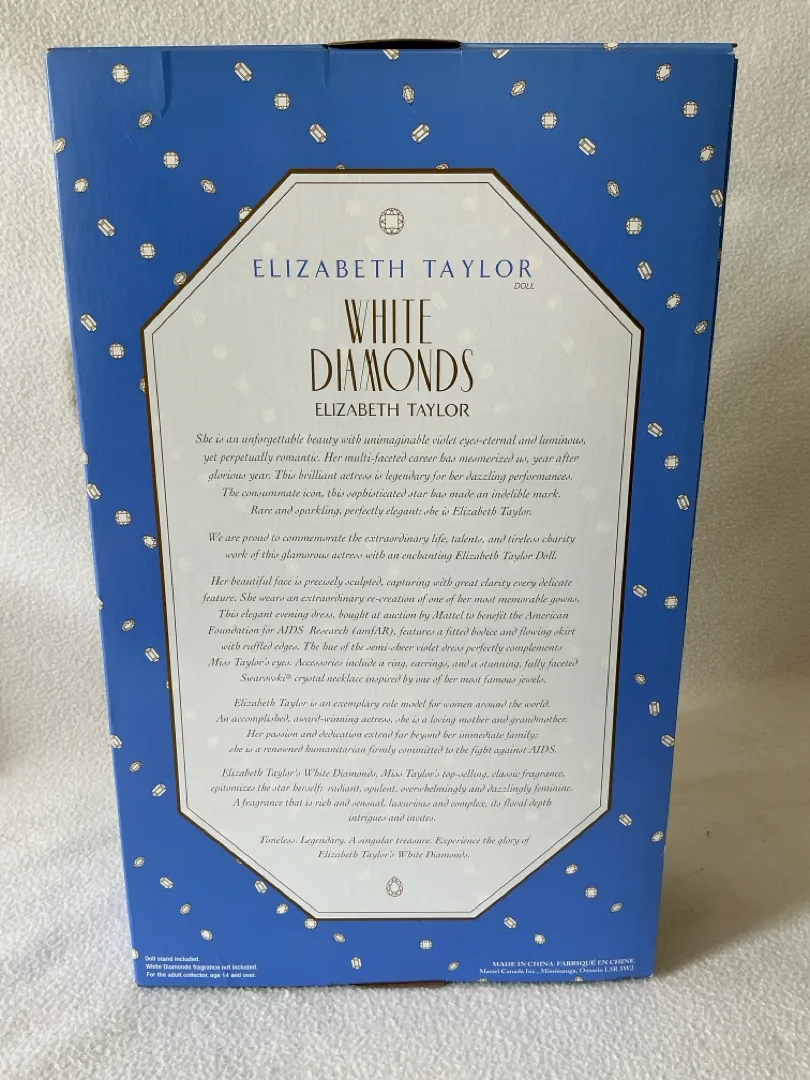 ELIZABETH TAYLOR
DOLL
WHITE
DIAMONDS
ELIZABETH TAYLOR
She is an unforgettable beauty with unimaginable violet eyes-eternal and luminous,
yet perpetually romantic. Her multi-faceted career has mesmerized us, year after
glorious year. This brilliant actress is legendary for her dazzling performances.
The consummate icon, this sophisticated star has made an indelible mark.
Rare and sparkling, perfectly elegant: she is Elizabeth Taylor.
We are proud to commemorate the extraordinary life, talents, and tireless charity
work of this glamorous actress with an enchanting Elizabeth Taylor Doll.
Her beautiful face is precisely sculpted, capturing with great clarity every delicate
feature. She wears an extraordinary re-creation of one of her most memorable gowns.
This elegant evening dress, bought at auction by Mattel to benefit the American
Foundation for AIDS Research (amfAR), features a fitted bodice and flowing skirt
with ruffled edges. The hue of the semi-sheer violet dress perfectly complements
Miss Taylor's eyes. Accessories include a ring, earrings, and a stunning, fully faceted
Swarovski® crystal necklace inspired by one of her most famous jewels.
Elizabeth Taylor is an exemplary role model for women around the world.
An accomplished, award-winning actress, she is a loving mother and grandmother.
Her passion and dedication extend far beyond her immediate family;
she is a renowned humanitarian firmly committed to the fight against AIDS.
Elizabeth Taylor's White Diamonds, Miss Taylor's top-selling, classic fragrance,
epitomizes the star herself: radiant, opulent, overwhelmingly and dazzlingly feminine.
A fragrance that is rich and sensual, luxurious and complex, its floral depth
intrigues and invites.
Timeless. Legendary. A singular treasure. Experience the glory of
Elizabeth Taylor's White Diamonds.
Doll stand included.
White Diamonds fragrance not included.
For the adult collector, age 14 and over.
MADE IN CHINA. FABRIQUÉ EN CHINE.
Mattel Canada Inc., Mississauga, Ontario L5R 3W2.